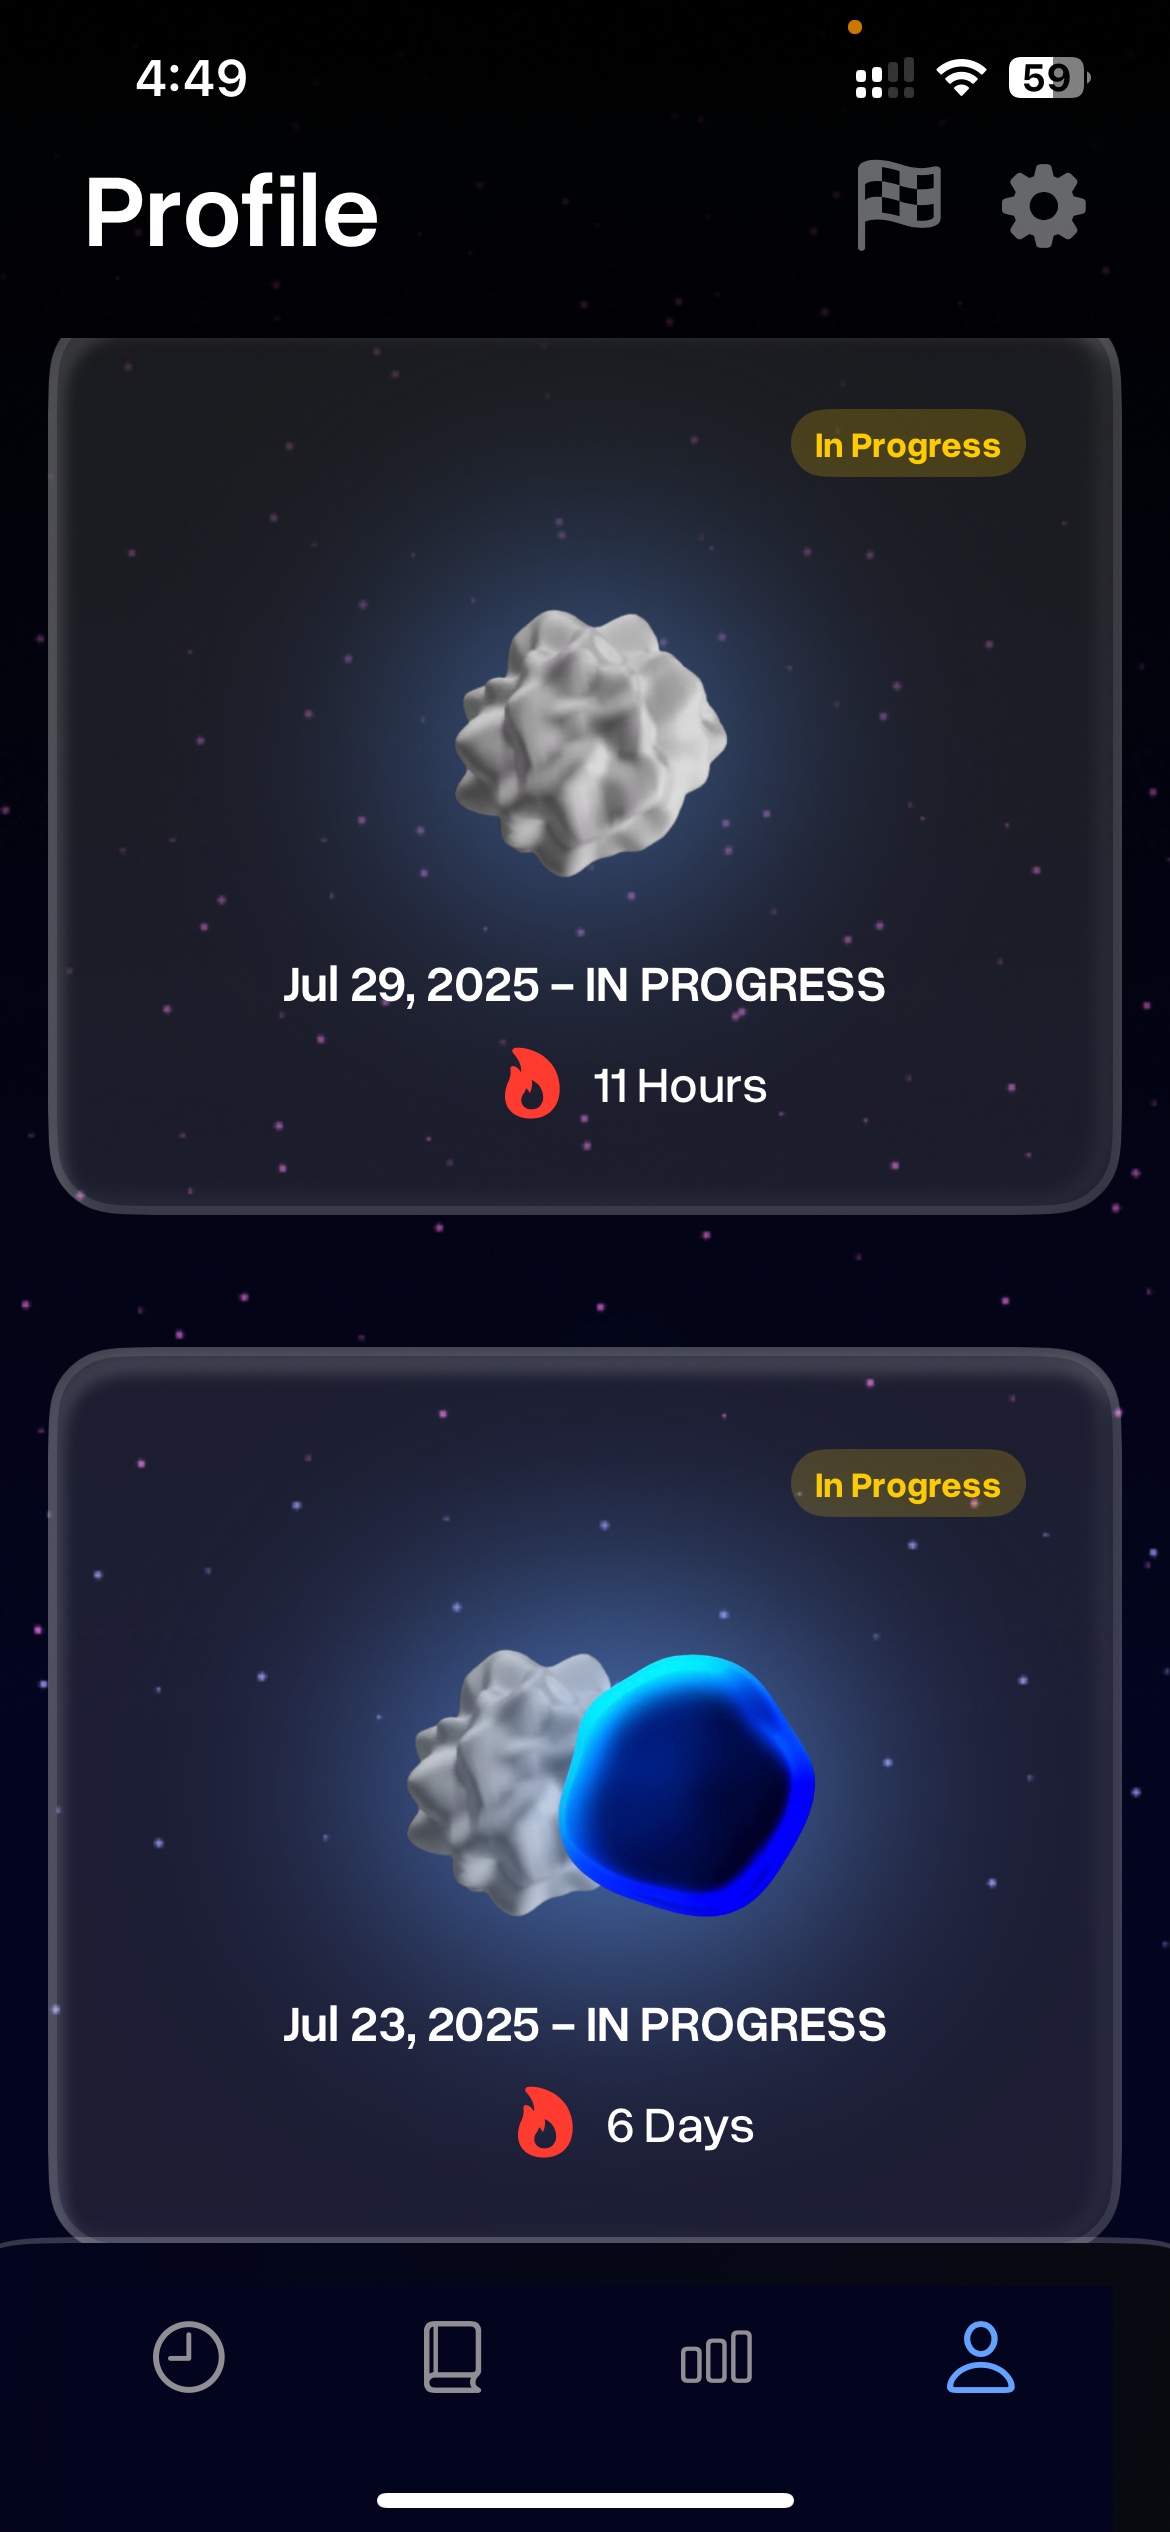 4:49
59
Profile
In Progress
Jul 29, 2025 – IN PROGRESS
11 Hours
In Progress
Jul 23, 2025 – IN PROGRESS
6 Days